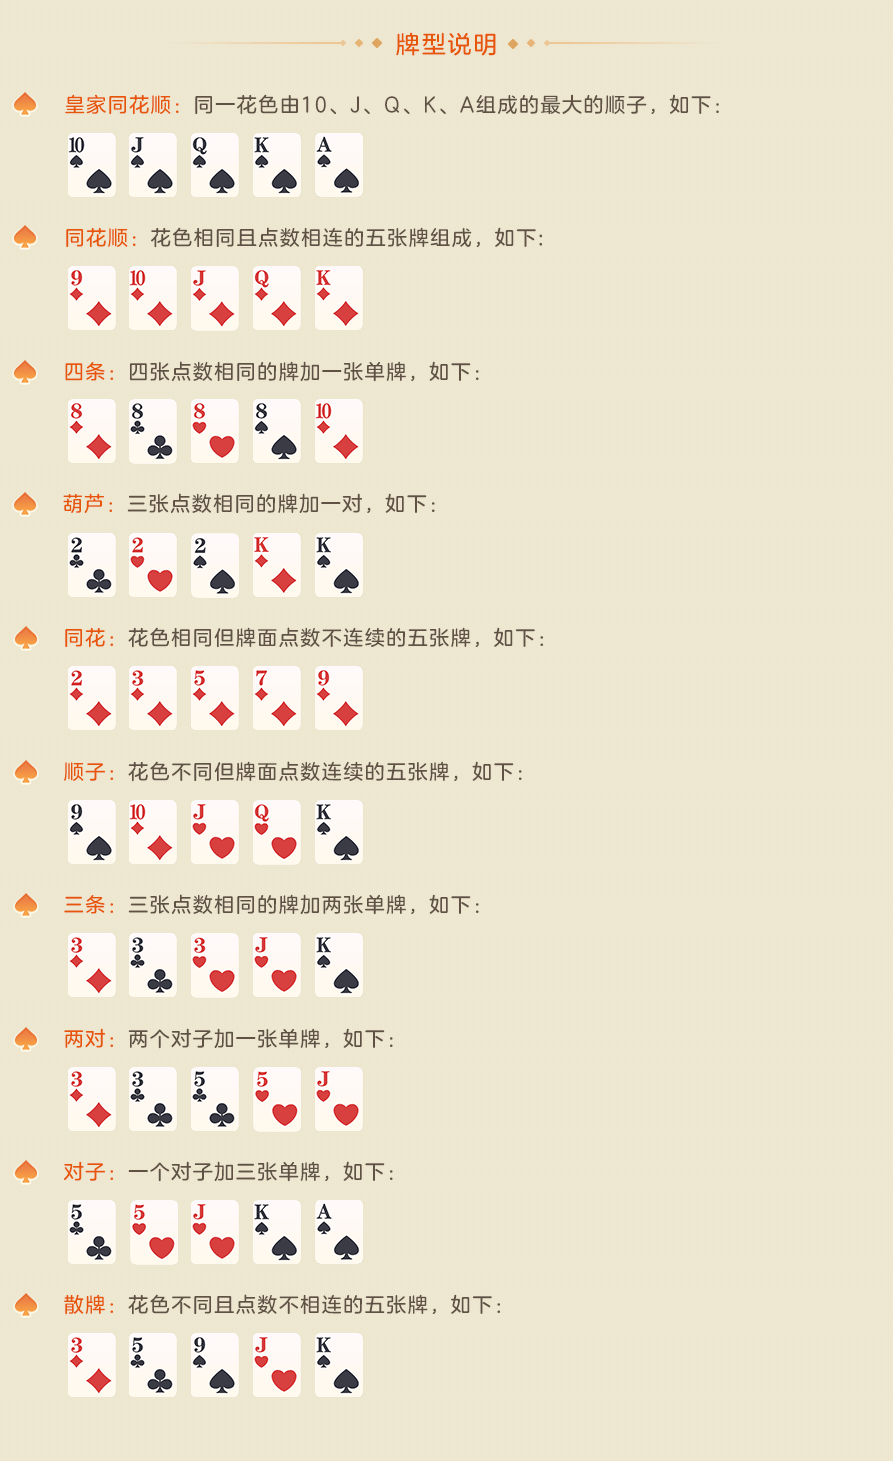 牌型说明
皇家同花顺：同一花色由10、J、Q、K、A组成的最大的顺子，如下：
10 J Q K A
同花顺：花色相同且点数相连的五张牌组成，如下：
9 10 J Q K
四条：四张点数相同的牌加一张单牌，如下：
8 8 8 8 10
葫芦：三张点数相同的牌加一对，如下：
2 2 2 K K
同花：花色相同但牌面点数不连续的五张牌，如下：
2 3 5 7 9
顺子：花色不同但牌面点数连续的五张牌，如下：
9 10 J Q K
三条：三张点数相同的牌加两张单牌，如下：
3 3 3 J K
两对：两个对子加一张单牌，如下：
3 3 5 5 J
对子：一个对子加三张单牌，如下：
5 5 J K A
散牌：花色不同且点数不相连的五张牌，如下：
3 5 9 J K